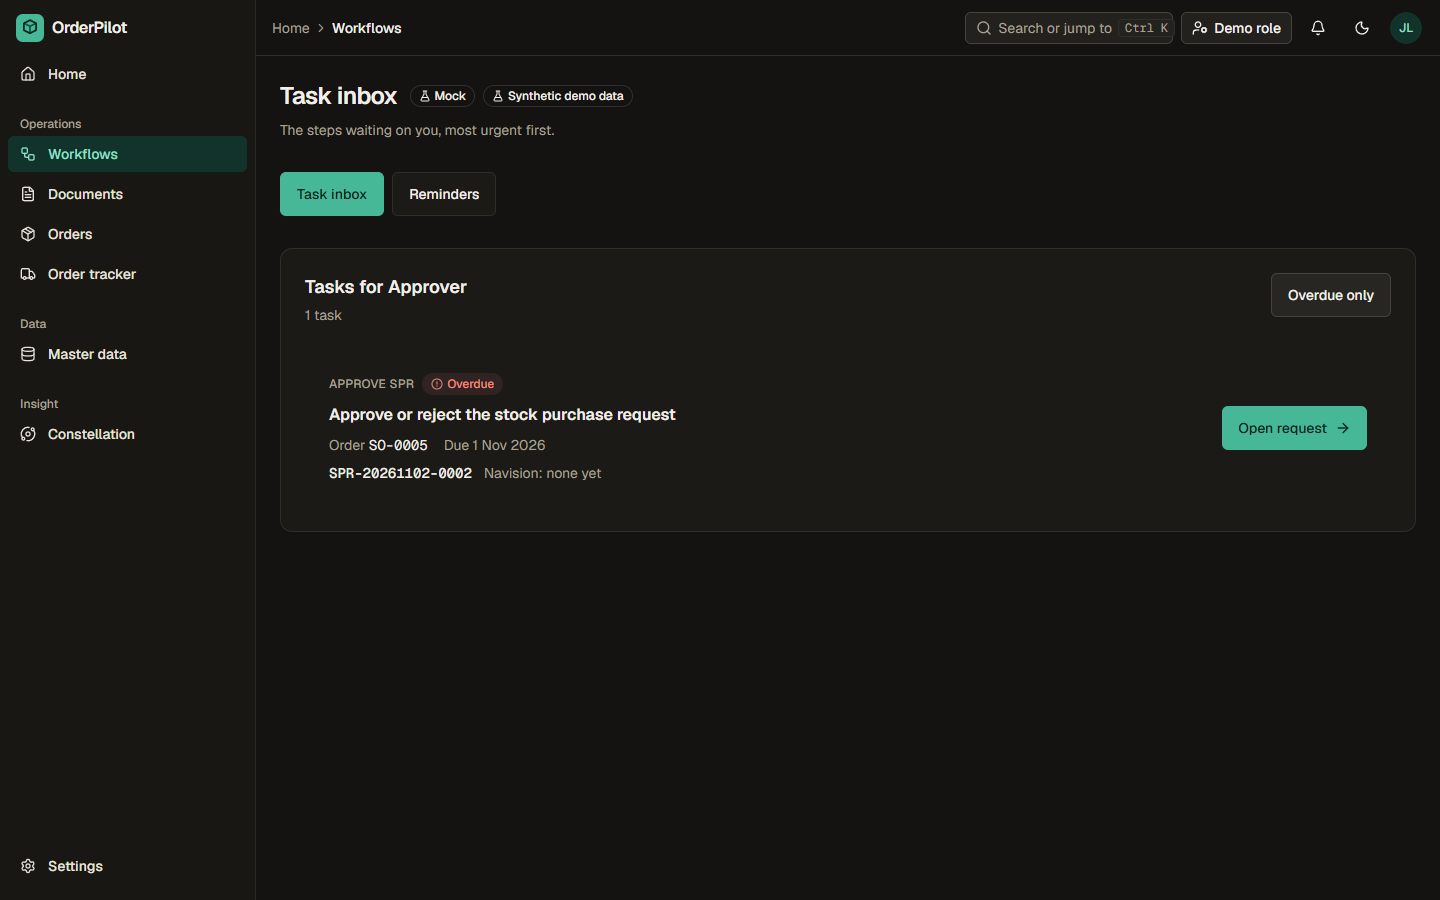 OrderPilot
Home
Operations
Workflows
Documents
Orders
Order tracker
Data
Master data
Insight
Constellation
Settings
Home > Workflows
Search or jump to Ctrl K
Demo role
JL
Task inbox Mock Synthetic demo data
The steps waiting on you, most urgent first.
Task inbox Reminders
Tasks for Approver
1 task
Overdue only
APPROVE SPR Overdue
Approve or reject the stock purchase request
Order SO-0005 Due 1 Nov 2026
SPR-20261102-0002 Navision: none yet
Open request →